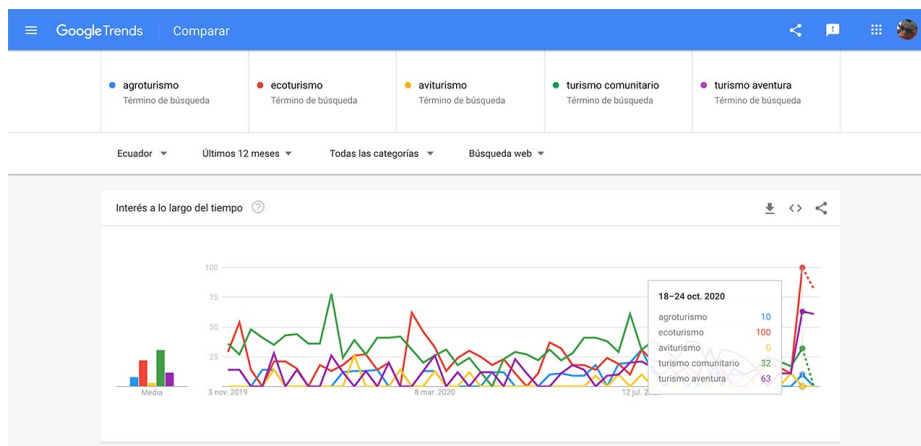 GoogleTrends Comparar
agroturismo
Término de búsqueda
ecoturismo
Término de búsqueda
aviturismo
Término de búsqueda
turismo comunitario
Término de búsqueda
turismo aventura
Término de búsqueda
Ecuador Últimos 12 meses Todas las categorías Búsqueda web
Interés a lo largo del tiempo
100
75
50
25
Media
3 nov. 2019
8 mar. 2020
12 jul.
18–24 oct. 2020
agroturismo 10
ecoturismo 100
aviturismo 0
turismo comunitario 32
turismo aventura 63